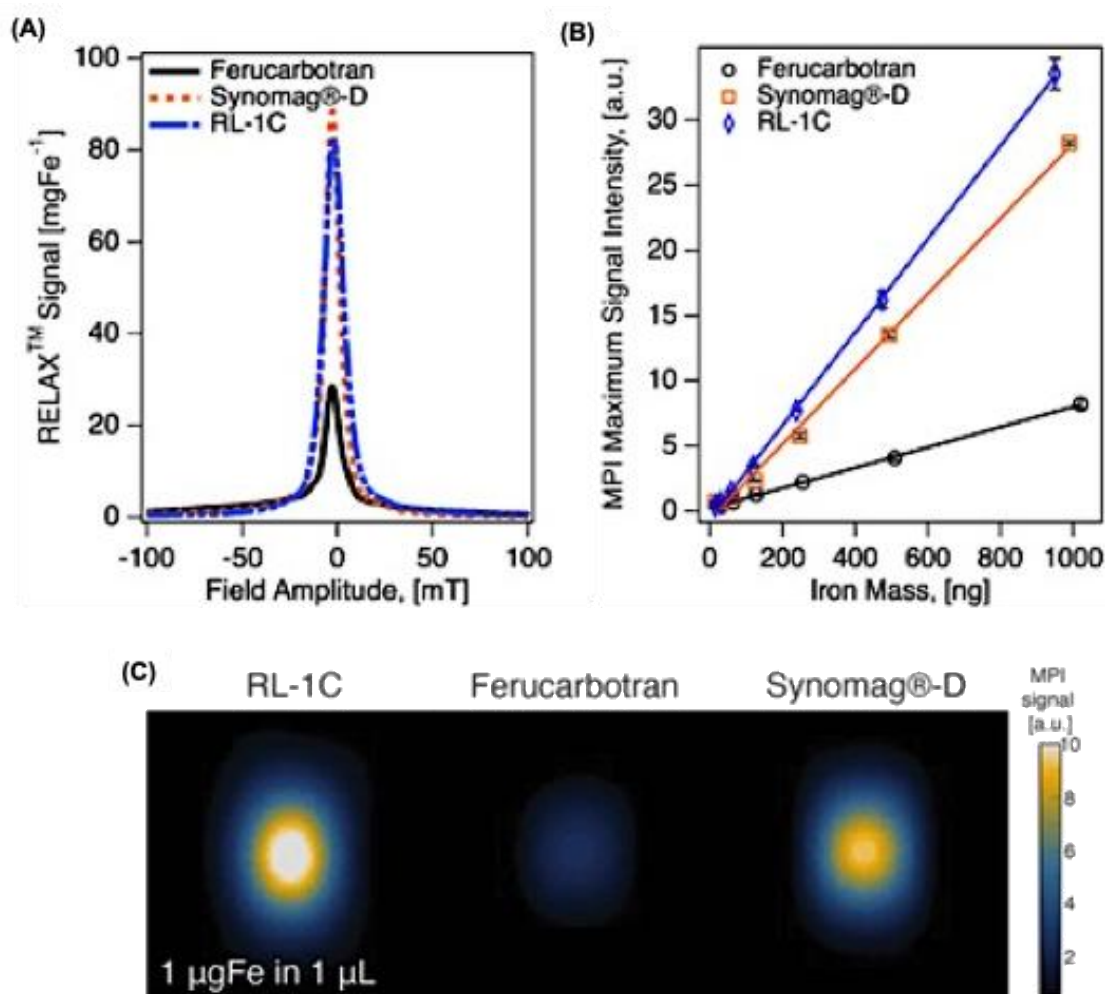 (A)
100
80
60
40
20
0
RELAX™ Signal [mgFe⁻¹]
Ferucarbotran
Synomag®-D
RL-1C
-100 -50 0 50 100
Field Amplitude, [mT]
(B)
30
25
20
15
10
5
0
MPI Maximum Signal Intensity, [a.u.]
Ferucarbotran
Synomag®-D
RL-1C
0 200 400 600 800 1000
Iron Mass, [ng]
(C)
RL-1C Ferucarbotran Synomag®-D
1 µgFe in 1 µL
MPI
signal
[a.u.]
10
8
6
4
2